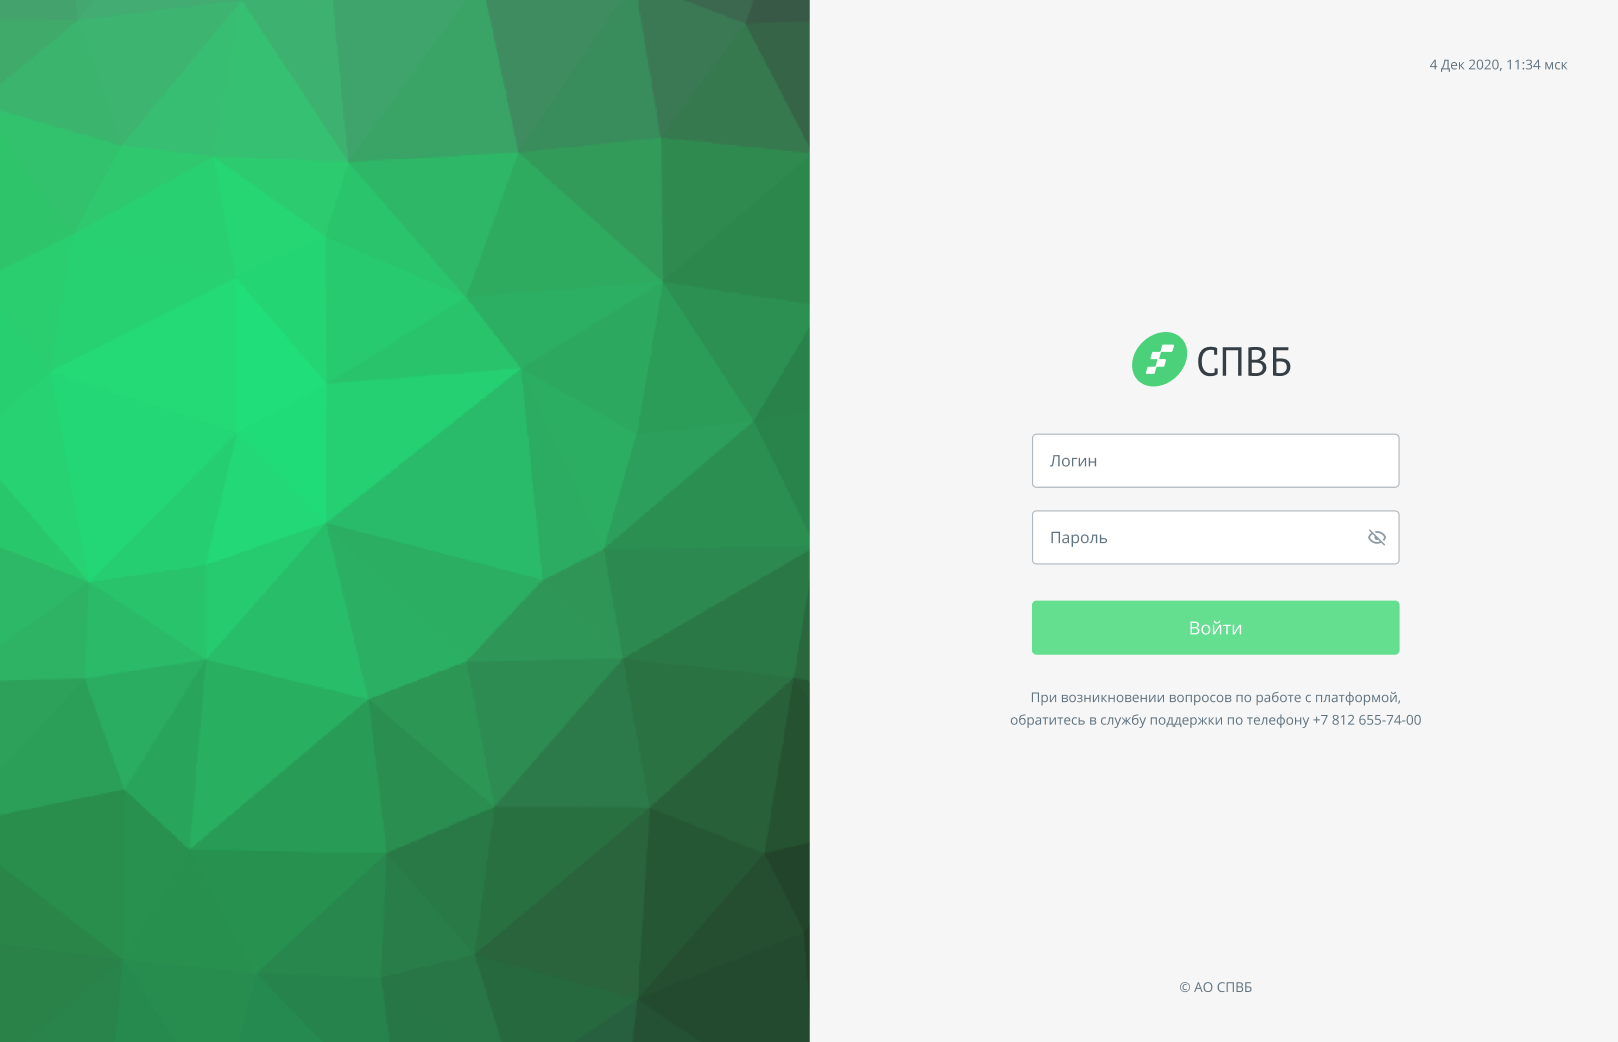 4 Дек 2020, 11:34 мск
СПВБ
Логин
Пароль
Войти
При возникновении вопросов по работе с платформой,
обратитесь в службу поддержки по телефону +7 812 655-74-00
© АО СПВБ